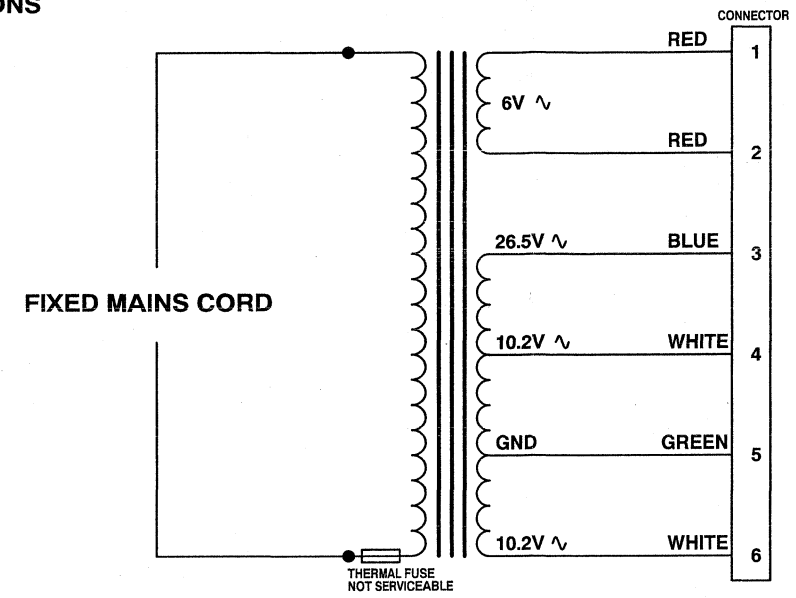 ONS
CONNECTOR
RED 1
6V ∿
RED 2
26.5V ∿ BLUE 3
FIXED MAINS CORD
10.2V ∿ WHITE 4
GND GREEN 5
10.2V ∿ WHITE 6
THERMAL FUSE
NOT SERVICEABLE